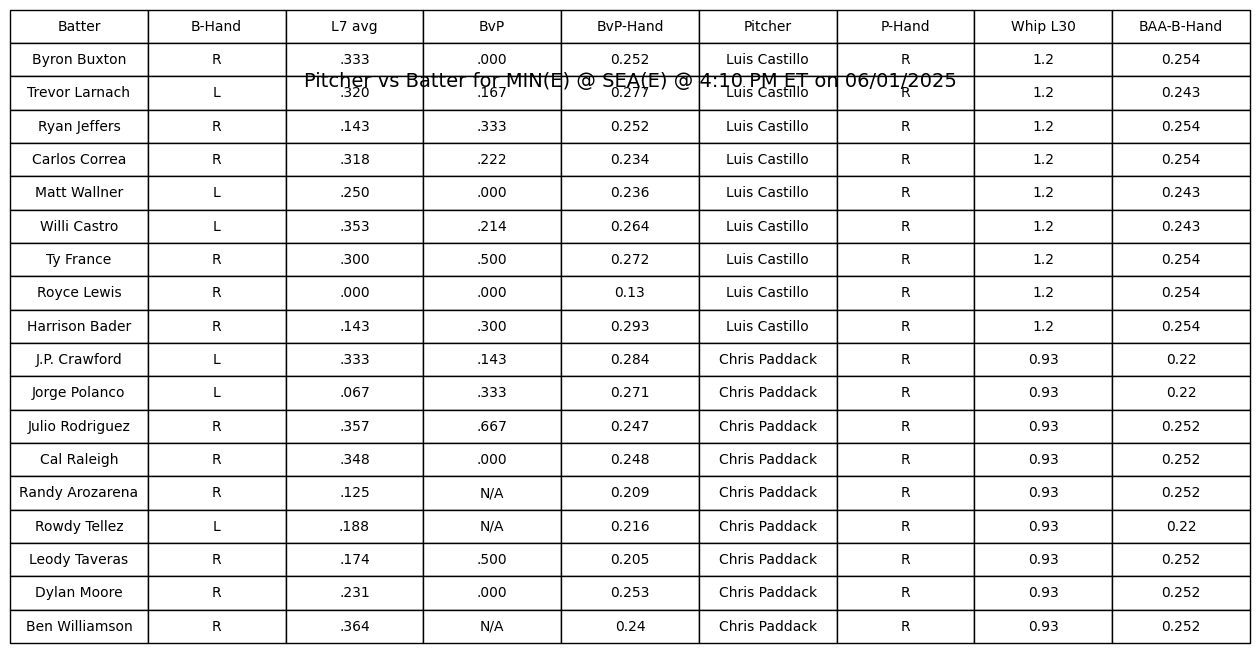 Batter B-Hand L7 avg BvP BvP-Hand Pitcher P-Hand Whip L30 BAA-B-Hand
Byron Buxton R .333 .000 0.252 Luis Castillo R 1.2 0.254
Pitcher vs Batter for MIN(E) @ SEA(E) @ 4:10 PM ET on 06/01/2025
Trevor Larnach L .320 .167 0.277 Luis Castillo R 1.2 0.243
Ryan Jeffers R .143 .333 0.252 Luis Castillo R 1.2 0.254
Carlos Correa R .318 .222 0.234 Luis Castillo R 1.2 0.254
Matt Wallner L .250 .000 0.236 Luis Castillo R 1.2 0.243
Willi Castro L .353 .214 0.264 Luis Castillo R 1.2 0.243
Ty France R .300 .500 0.272 Luis Castillo R 1.2 0.254
Royce Lewis R .000 .000 0.13 Luis Castillo R 1.2 0.254
Harrison Bader R .143 .300 0.293 Luis Castillo R 1.2 0.254
J.P. Crawford L .333 .143 0.284 Chris Paddack R 0.93 0.22
Jorge Polanco L .067 .333 0.271 Chris Paddack R 0.93 0.22
Julio Rodriguez R .357 .667 0.247 Chris Paddack R 0.93 0.252
Cal Raleigh R .348 .000 0.248 Chris Paddack R 0.93 0.252
Randy Arozarena R .125 N/A 0.209 Chris Paddack R 0.93 0.252
Rowdy Tellez L .188 N/A 0.216 Chris Paddack R 0.93 0.22
Leody Taveras R .174 .500 0.205 Chris Paddack R 0.93 0.252
Dylan Moore R .231 .000 0.253 Chris Paddack R 0.93 0.252
Ben Williamson R .364 N/A 0.24 Chris Paddack R 0.93 0.252